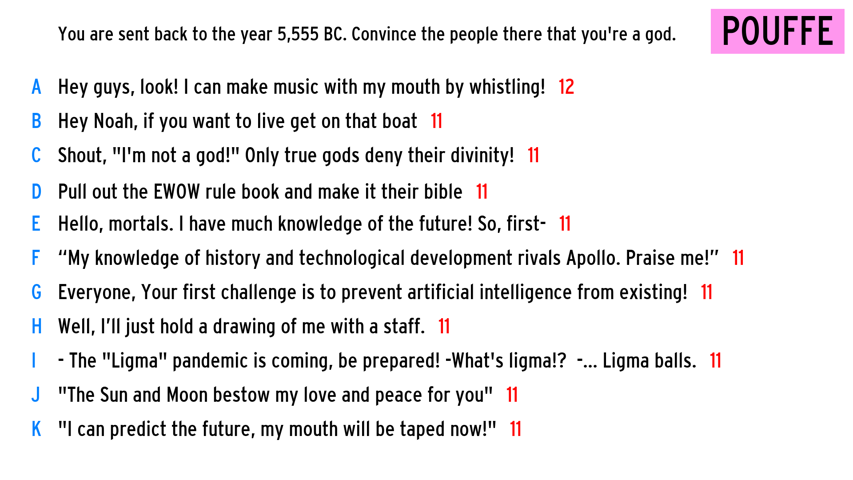 You are sent back to the year 5,555 BC. Convince the people there that you're a god.
POUFFE
A Hey guys, look! I can make music with my mouth by whistling! 12
B Hey Noah, if you want to live get on that boat 11
C Shout, "I'm not a god!" Only true gods deny their divinity! 11
D Pull out the EWOW rule book and make it their bible 11
E Hello, mortals. I have much knowledge of the future! So, first- 11
F “My knowledge of history and technological development rivals Apollo. Praise me!” 11
G Everyone, Your first challenge is to prevent artificial intelligence from existing! 11
H Well, I’ll just hold a drawing of me with a staff. 11
I - The "Ligma" pandemic is coming, be prepared! -What's ligma!? -... Ligma balls. 11
J "The Sun and Moon bestow my love and peace for you" 11
K "I can predict the future, my mouth will be taped now!" 11